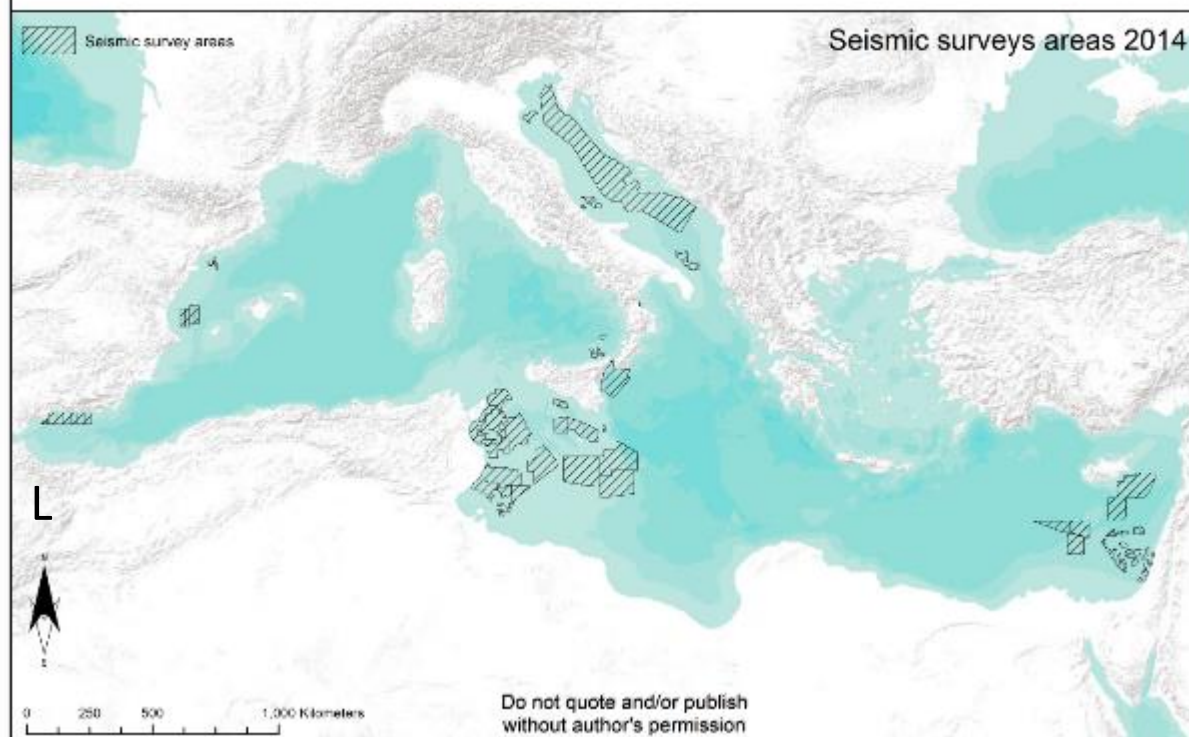 Seismic survey areas
Seismic surveys areas 2014
L
0 250 500 1,000 Kilometers
Do not quote and/or publish
without author's permission